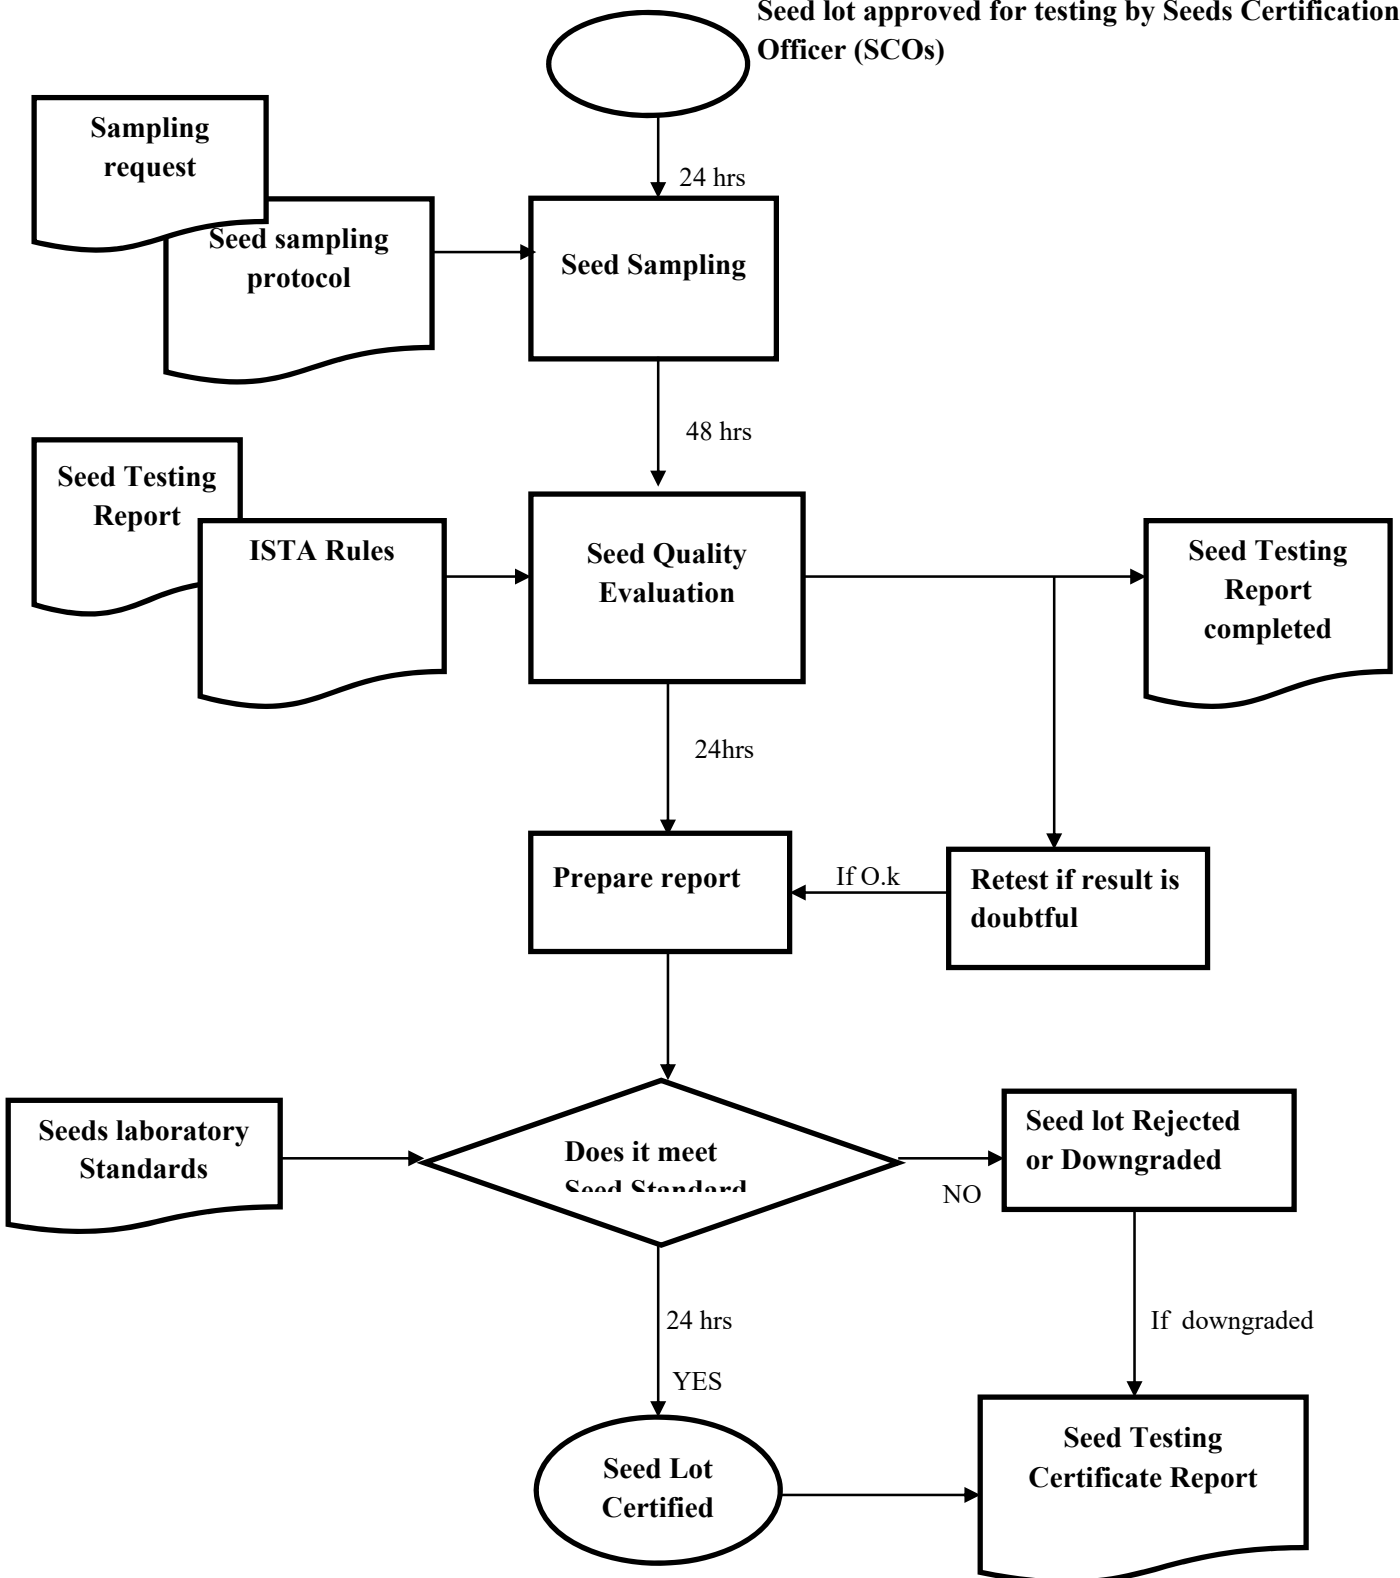 Seed lot approved for testing by Seeds Certification
Officer (SCOs)
Sampling
request
24 hrs
Seed sampling
protocol
Seed Sampling
48 hrs
Seed Testing
Report
ISTA Rules
Seed Quality
Evaluation
Seed Testing
Report
completed
24hrs
Prepare report
If O.k
Retest if result is
doubtful
Seeds laboratory
Standards
Does it meet
Seed Standard
Seed lot Rejected
or Downgraded
NO
24 hrs
If downgraded
YES
Seed Lot
Certified
Seed Testing
Certificate Report